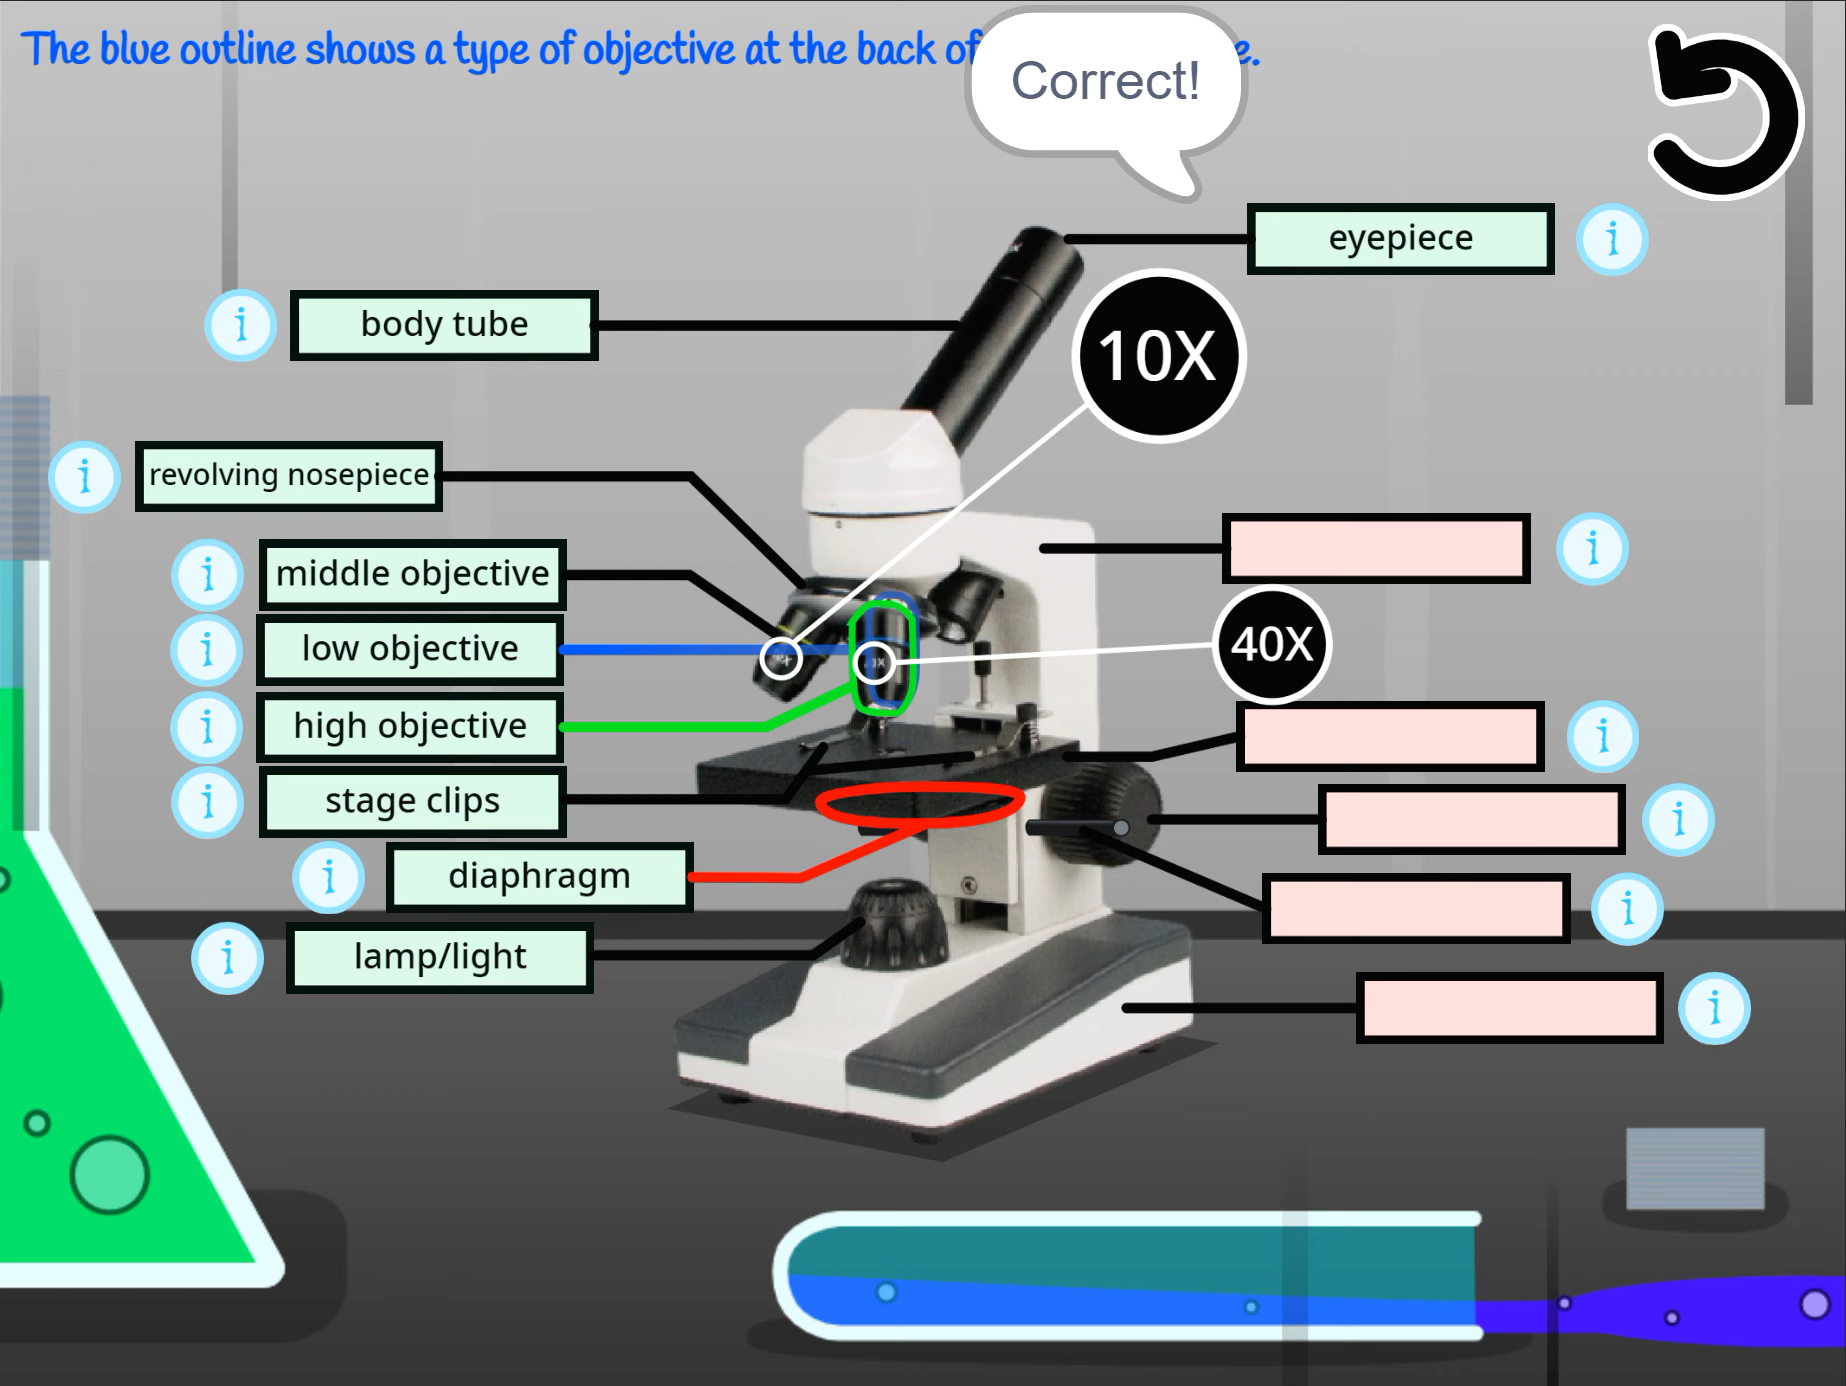 The blue outline shows a type of objective at the back of e.
Correct!
eyepiece
i
i
body tube
10X
i
revolving nosepiece
i
i
middle objective
i
low objective
40X
i
high objective
i
i
stage clips
i
i
diaphragm
i
i
lamp/light
i